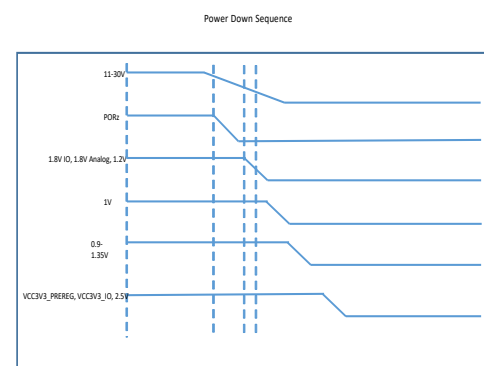 Power Down Sequence
11-30V
PORz
1.8V IO, 1.8V Analog, 1.2V
1V
0.9-
1.35V
VCC3V3_PREREG, VCC3V3_IO, 2.5V